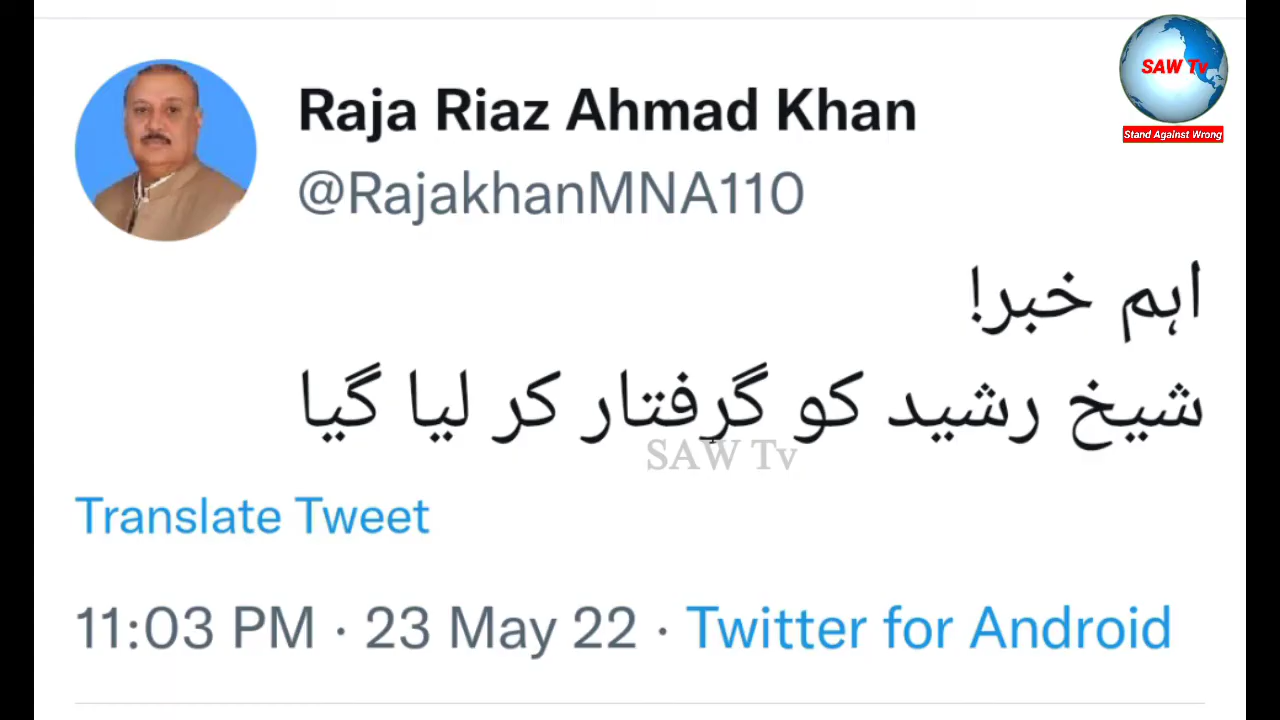 SAW Tv
Stand Against Wrong
Raja Riaz Ahmad Khan
@RajakhanMNA110
اہم خبر!
شیخ رشید کو گرفتار کر لیا گیا
SAW Tv
Translate Tweet
11:03 PM · 23 May 22 · Twitter for Android